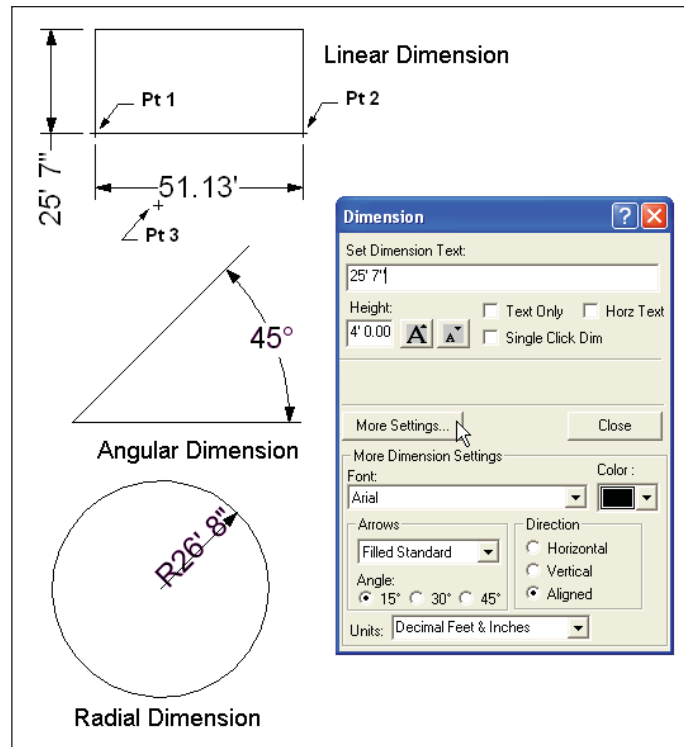 Linear Dimension
Pt 1
Pt 2
25' 7"
51.13'
Pt 3
45°
Angular Dimension
R26' 8"
Radial Dimension
Dimension
Set Dimension Text:
25' 7"
Height:
4' 0.00
A A
Text Only
Horz Text
Single Click Dim
More Settings...
Close
More Dimension Settings
Font:
Color :
Arial
Arrows
Filled Standard
Angle:
15° 30° 45°
Direction
Horizontal
Vertical
Aligned
Units: Decimal Feet & Inches